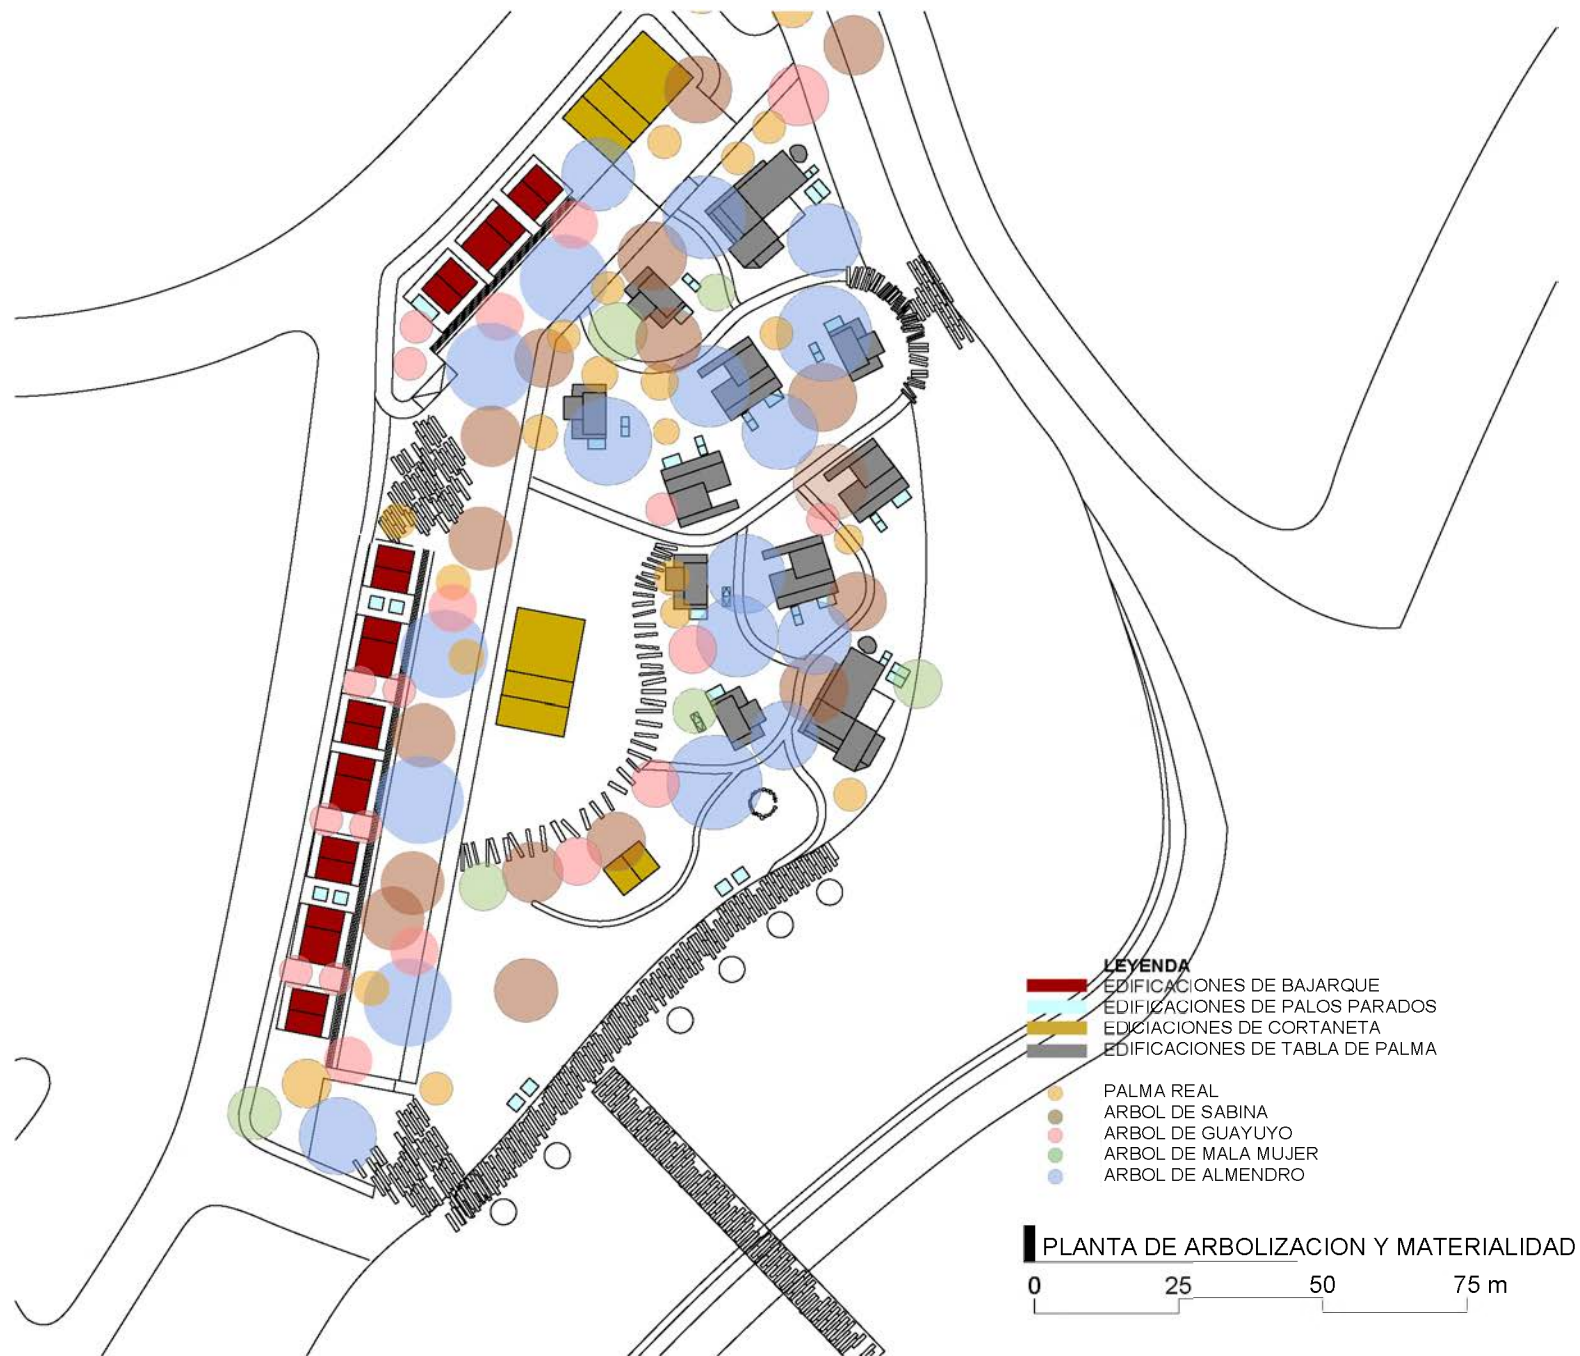 LEYENDA
EDIFICACIONES DE BAJARQUE
EDIFICACIONES DE PALOS PARADOS
EDICIACIONES DE CORTANETA
EDIFICACIONES DE TABLA DE PALMA
PALMA REAL
ARBOL DE SABINA
ARBOL DE GUAYUYO
ARBOL DE MALA MUJER
ARBOL DE ALMENDRO
PLANTA DE ARBOLIZACION Y MATERIALIDAD
0 25 50 75 m